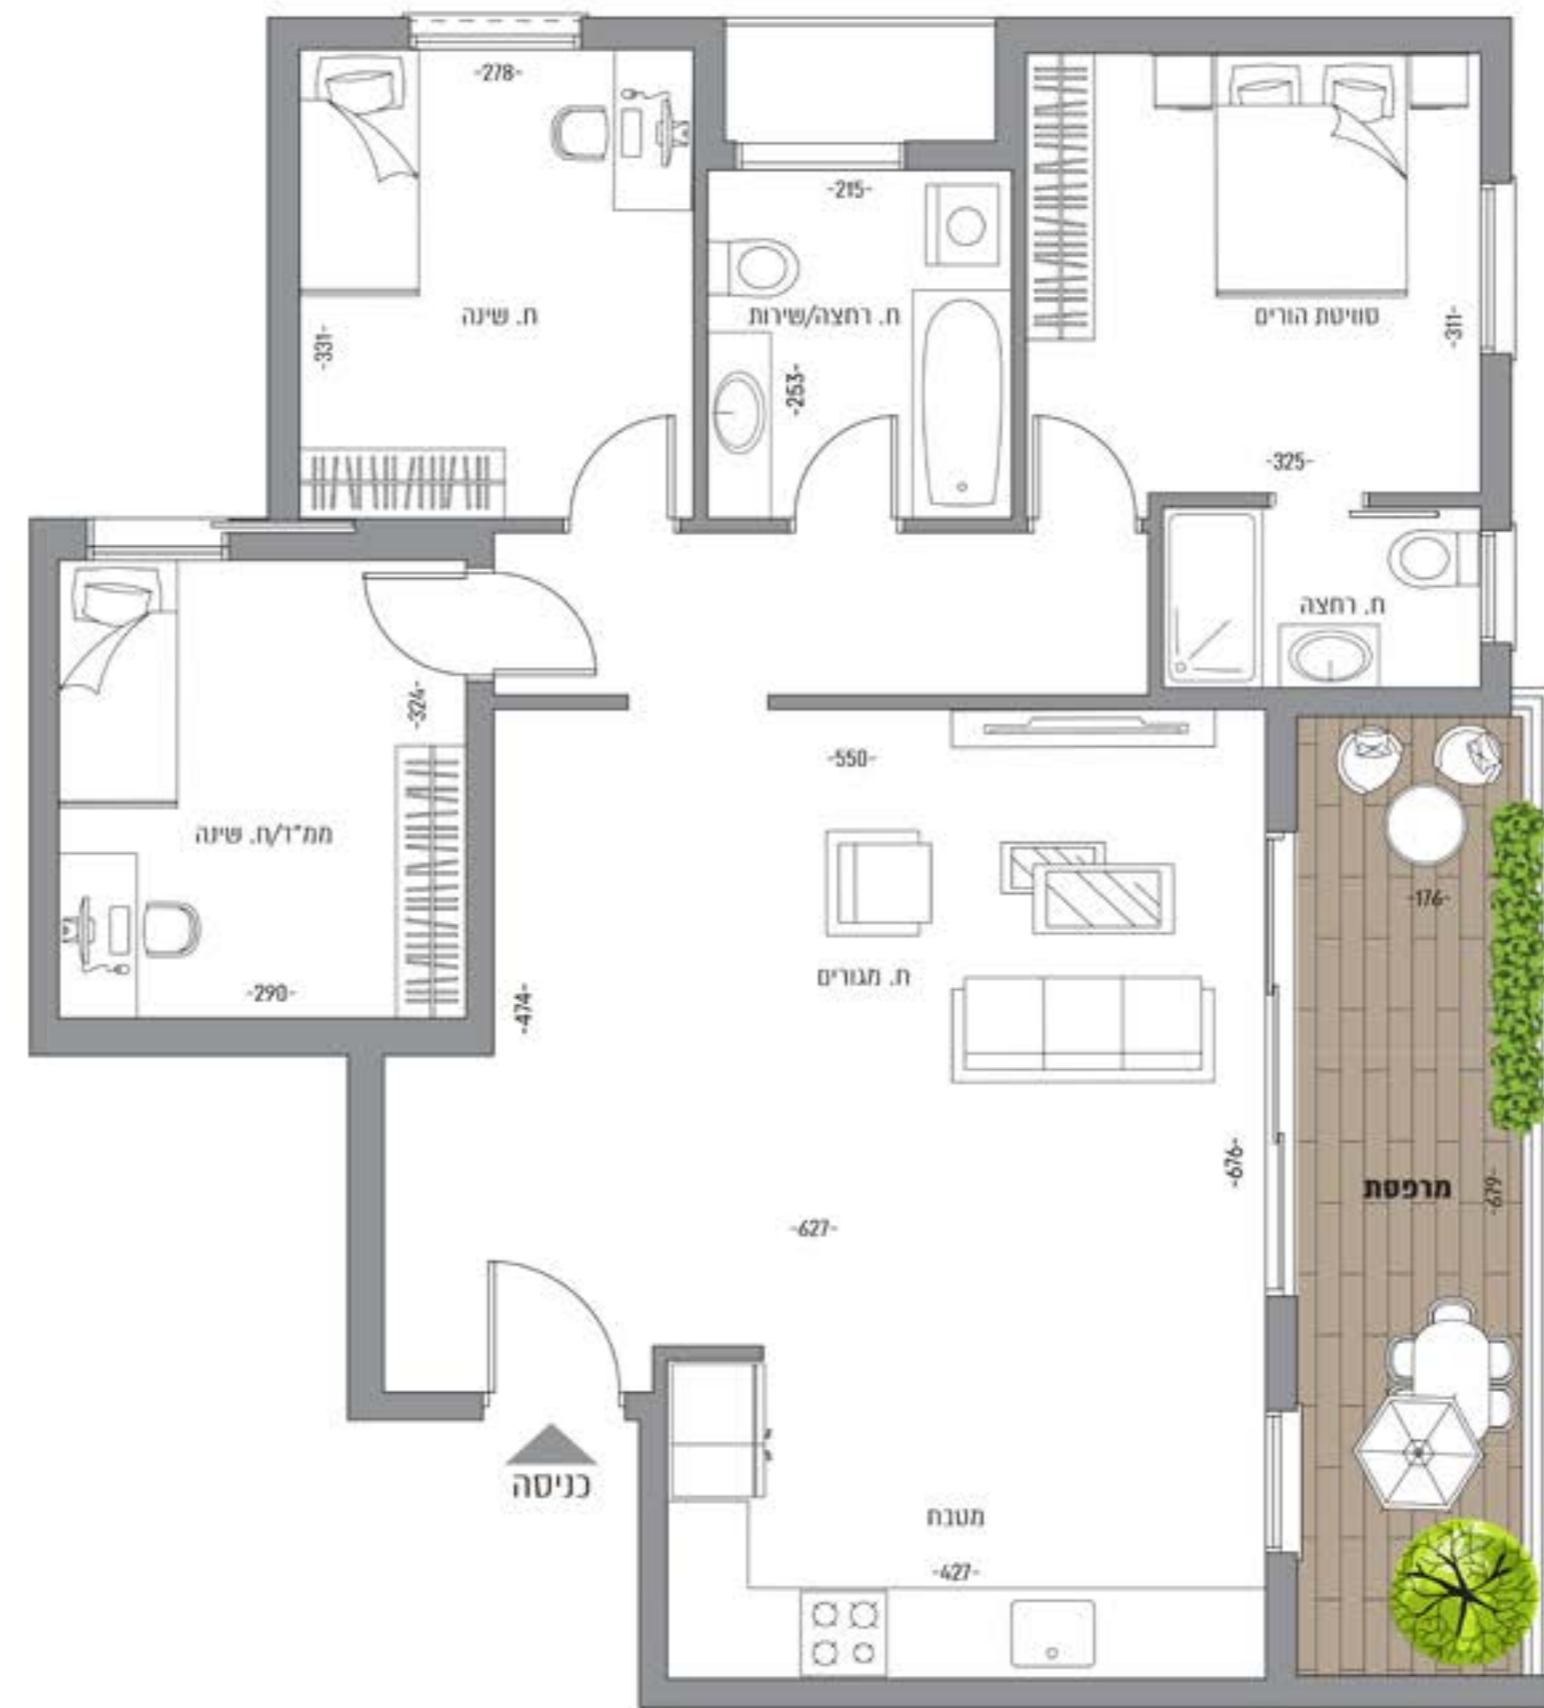 -278-
-215-
ח. שינה
ח. רחצה/שירות
סוויטת הורים
-331-
-311-
-253-
-325-
ח. רחצה
-324-
-550-
ממ"ד/ח. שינה
-176-
ח. מגורים
-290-
-474-
-676-
מרפסת
-679-
-627-
כניסה
מטבח
-427-